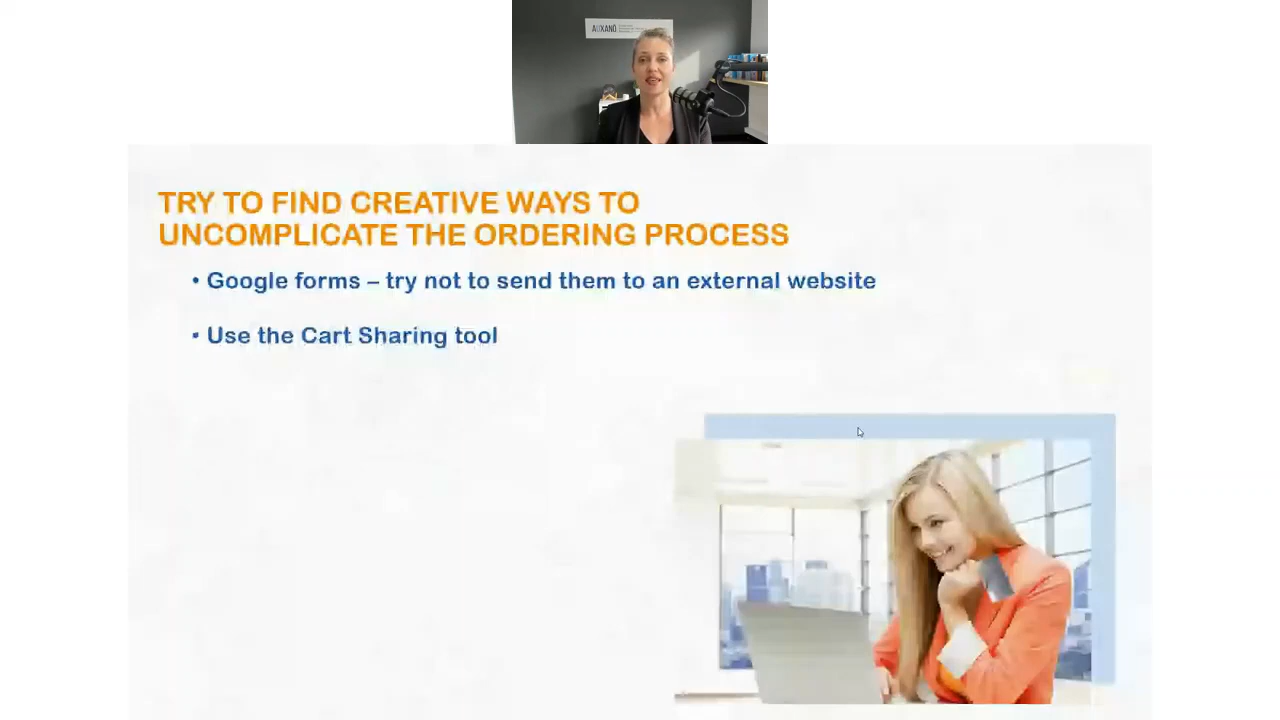 AUXANO
TRY TO FIND CREATIVE WAYS TO
UNCOMPLICATE THE ORDERING PROCESS
• Google forms – try not to send them to an external website
• Use the Cart Sharing tool